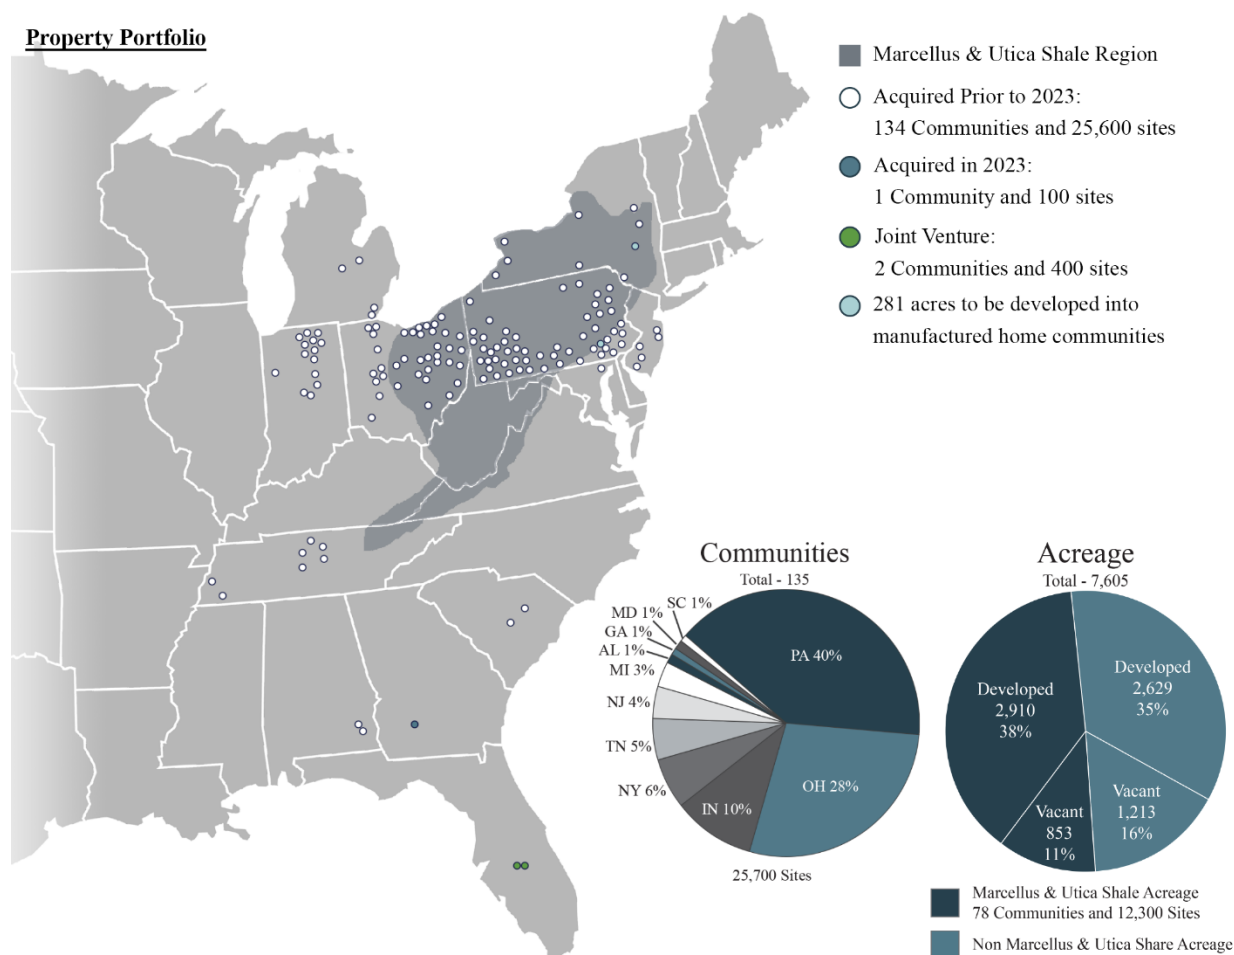 Property Portfolio
Marcellus & Utica Shale Region
Acquired Prior to 2023:
134 Communities and 25,600 sites
Acquired in 2023:
1 Community and 100 sites
Joint Venture:
2 Communities and 400 sites
281 acres to be developed into
manufactured home communities
Communities
Total - 135
SC 1%
MD 1%
GA 1%
AL 1%
MI 3%
NJ 4%
TN 5%
NY 6%
IN 10%
OH 28%
PA 40%
25,700 Sites
Acreage
Total - 7,605
Developed
2,910
38%
Developed
2,629
35%
Vacant
853
11%
Vacant
1,213
16%
Marcellus & Utica Shale Acreage
78 Communities and 12,300 Sites
Non Marcellus & Utica Share Acreage